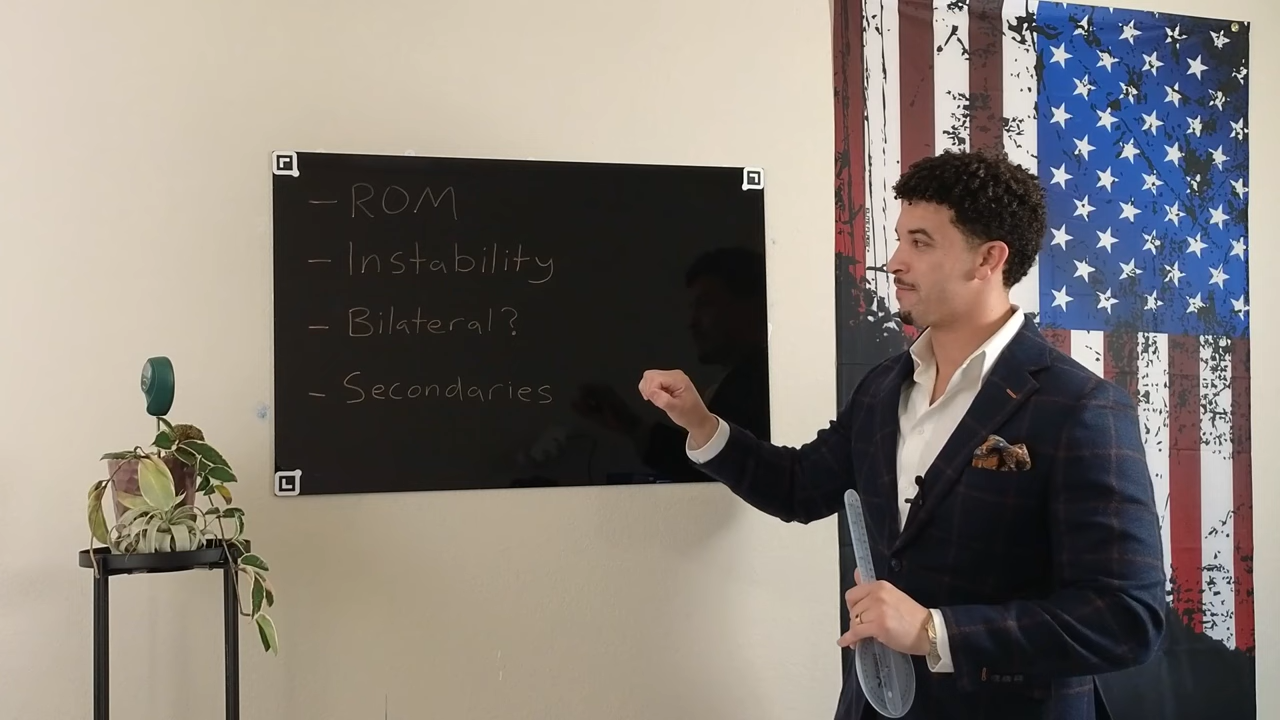 - ROM
- Instability
- Bilateral?
- Secondaries